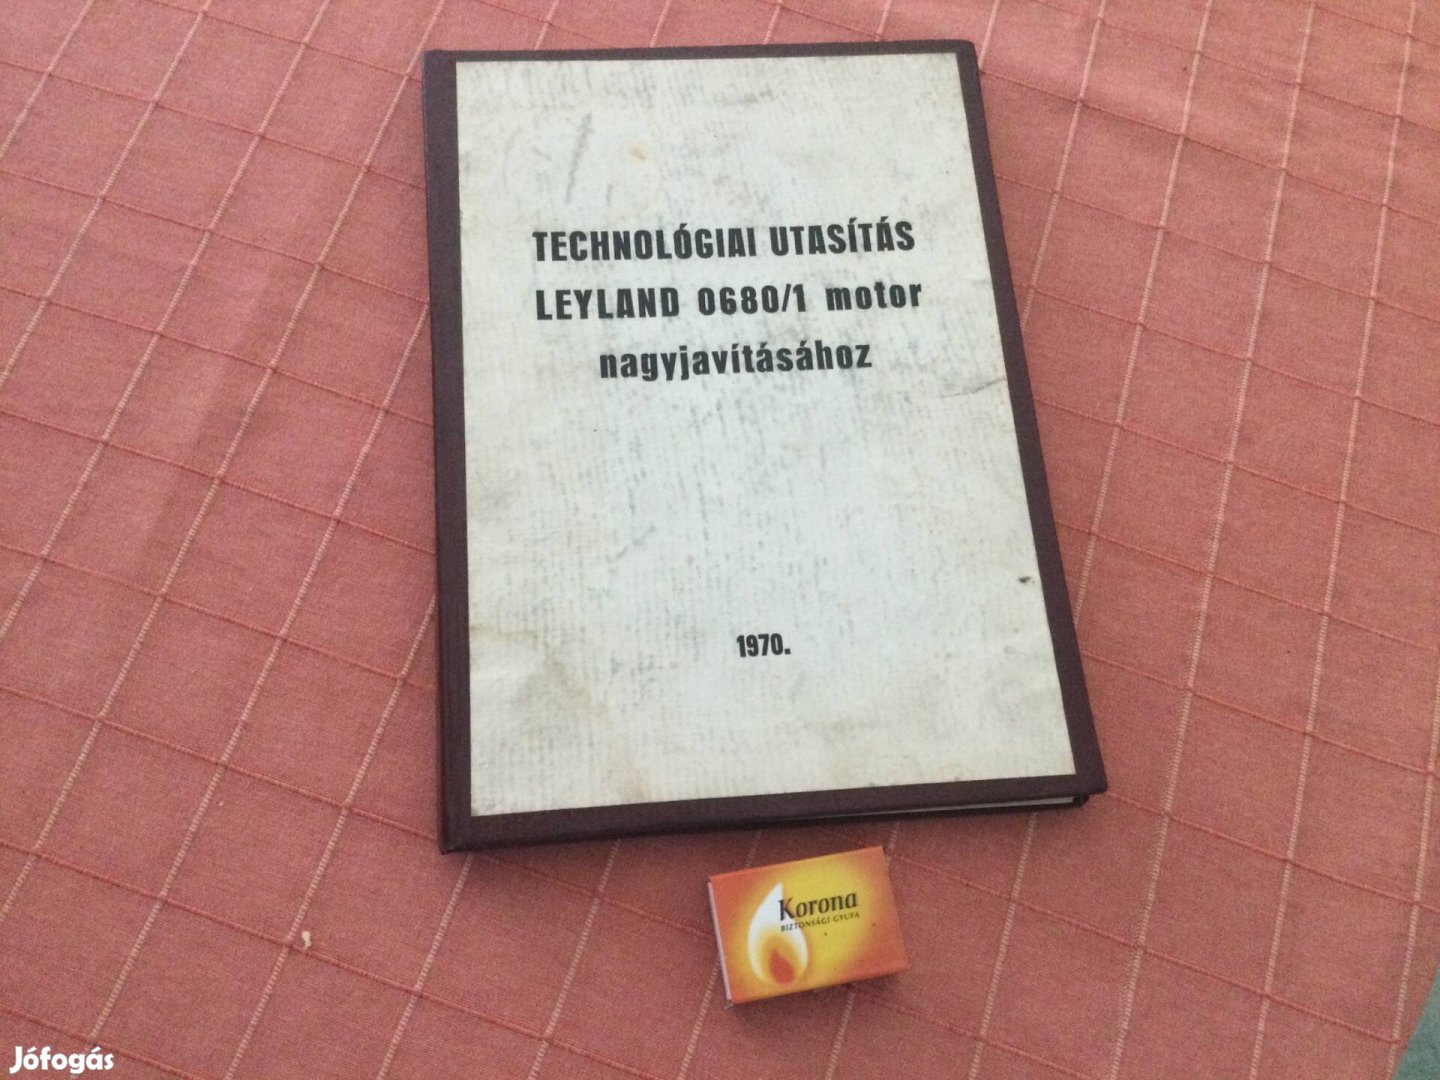 TECHNOLÓGIAI UTASÍTÁS
LEYLAND 0680/1 motor
nagyjavításához
1970.
Korona
BIZTONSÁGI GYUFA
Jófogás